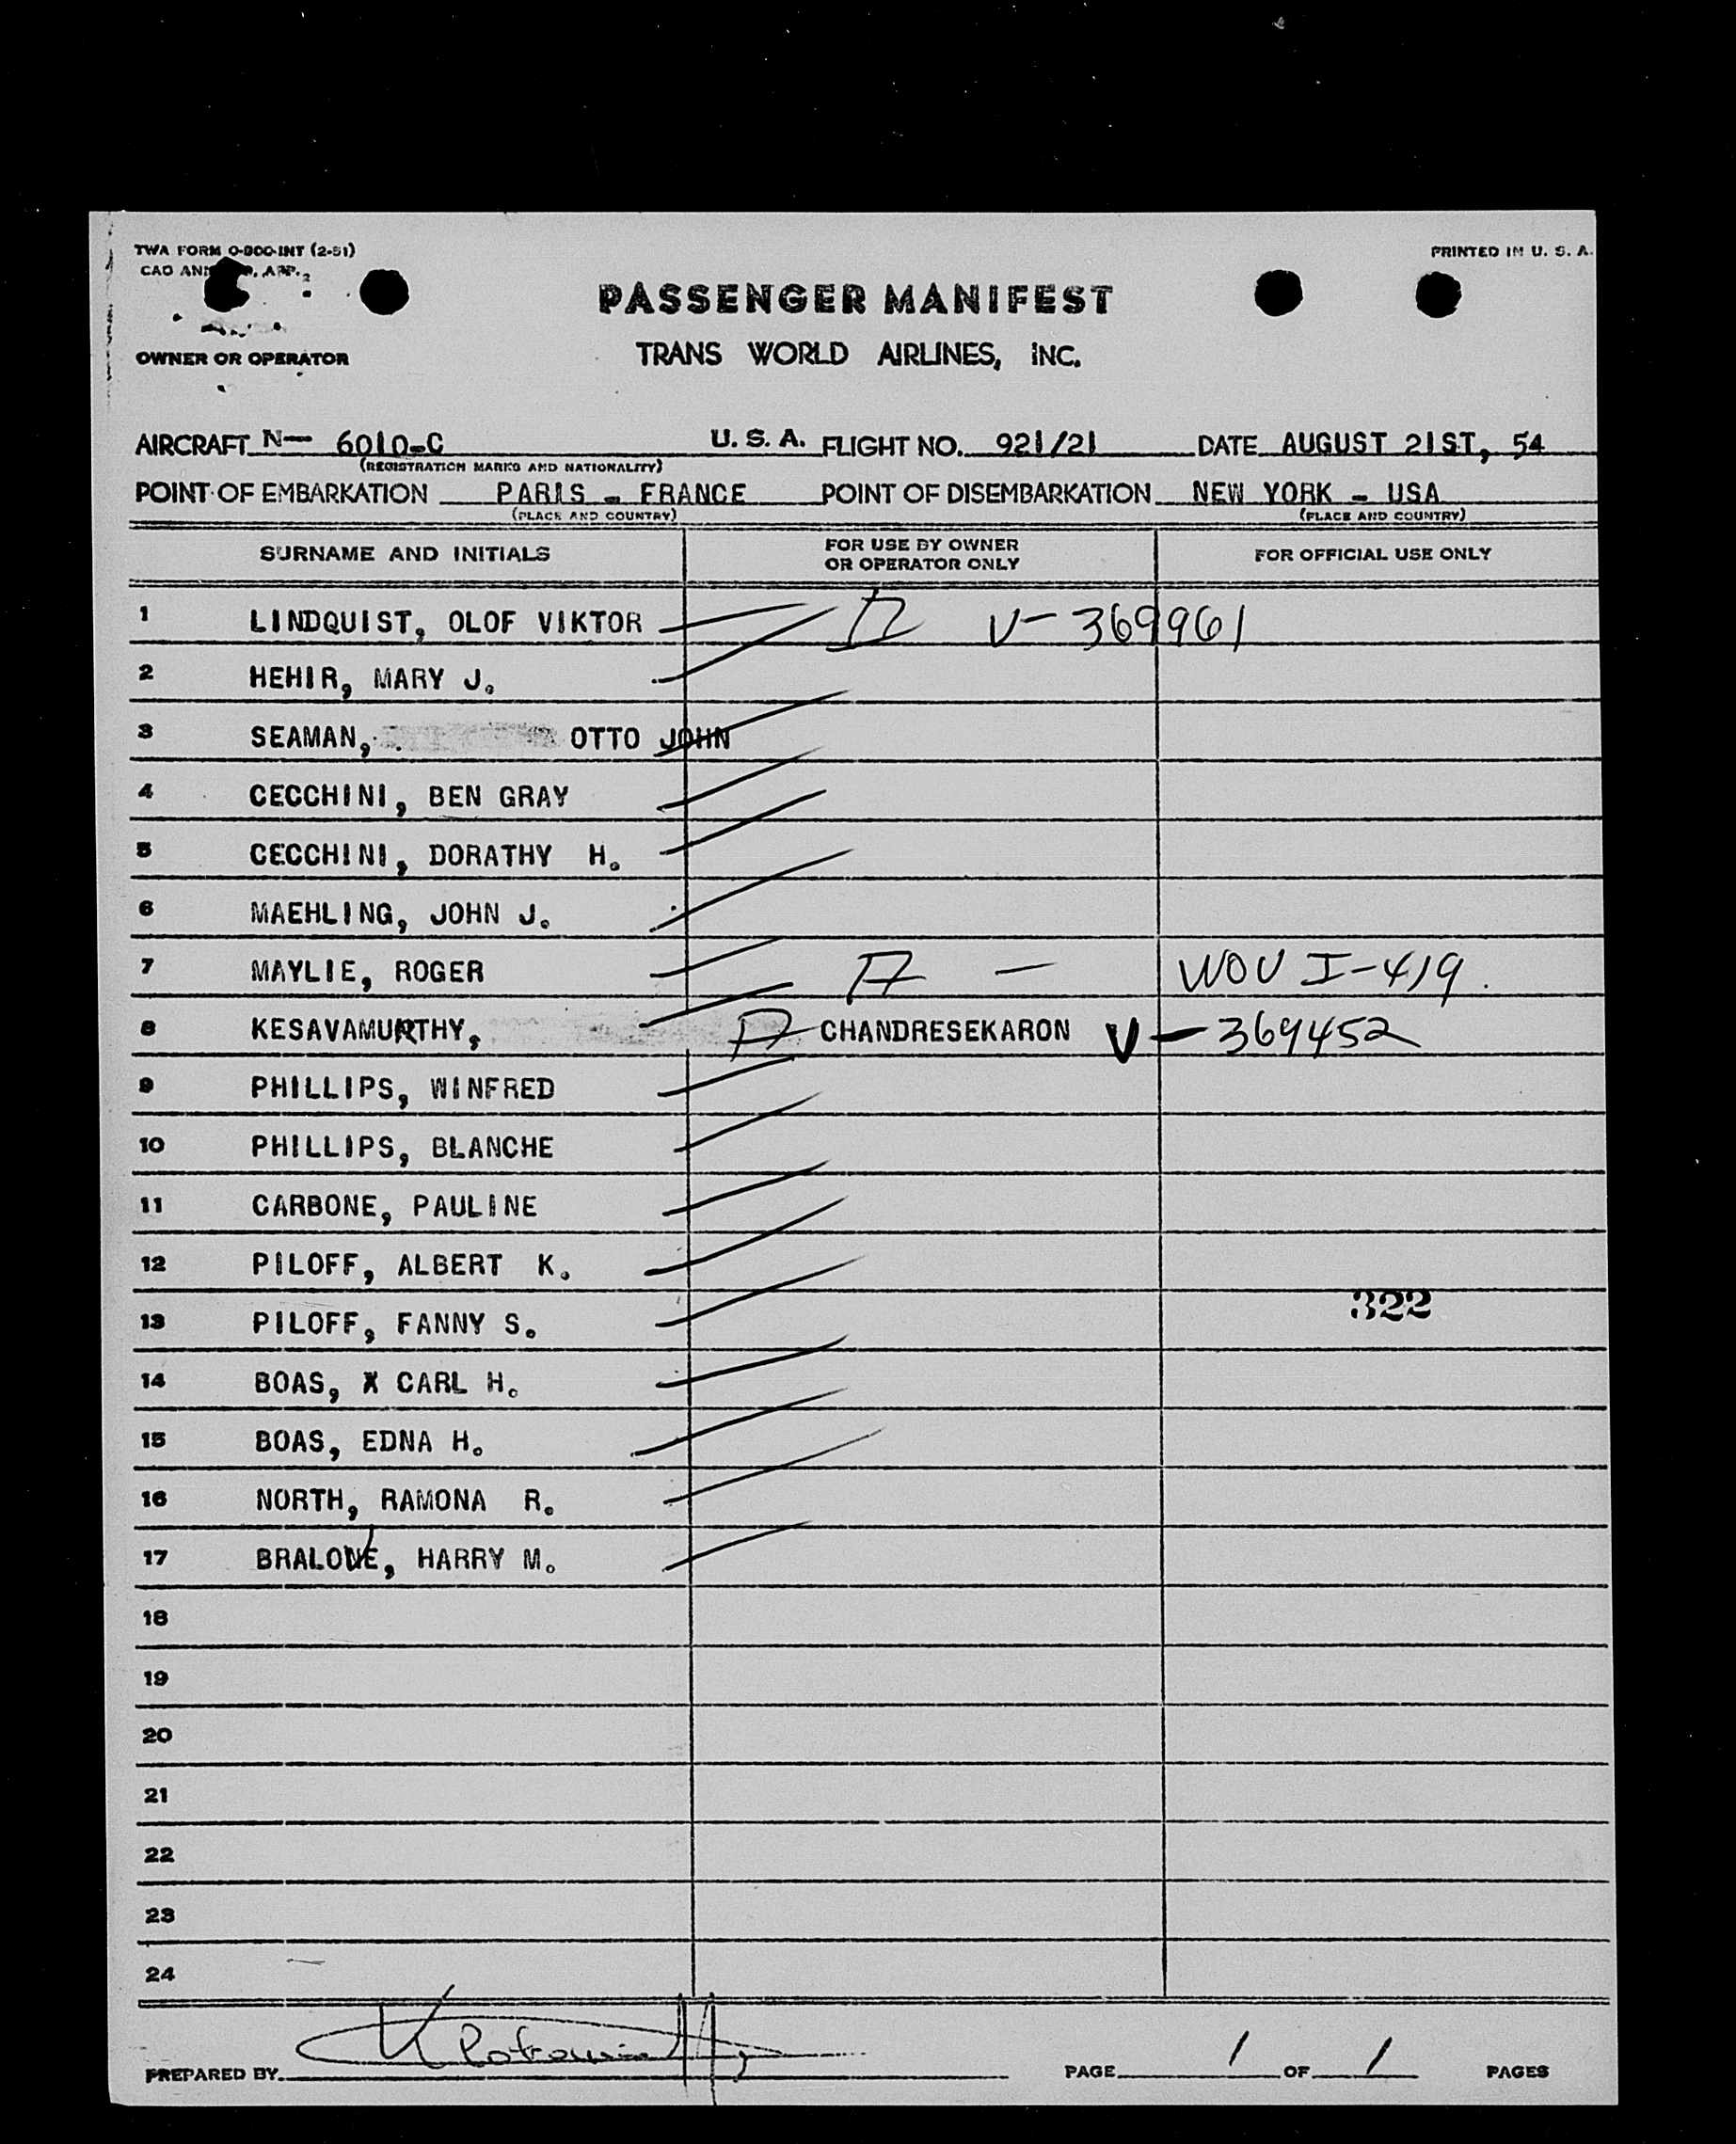 TWA FORM O-900-INT (2-51)
PRINTED IN U. S. A.
CAO
PASSENGER MANIFEST
OWNER OR OPERATOR
TRANS WORLD AIRLINES, INC.
AIRCRAFT N— 6010-C U. S. A. FLIGHT NO. 921/21 DATE AUGUST 21ST, 54
(REGISTRATION MARKS AND NATIONALITY)
POINT OF EMBARKATION PARIS - FRANCE POINT OF DISEMBARKATION NEW YORK - USA
(PLACE AND COUNTRY) (PLACE AND COUNTRY)
SURNAME AND INITIALS FOR USE BY OWNER OR OPERATOR ONLY FOR OFFICIAL USE ONLY
1 LINDQUIST, OLOF VIKTOR V-369961
2 HEHIR, MARY J.
3 SEAMAN, OTTO JOHN
4 CECCHINI, BEN GRAY
5 CECCHINI, DORATHY H.
6 MAEHLING, JOHN J.
7 MAYLIE, ROGER A — WOV I-419.
8 KESAVAMURTHY, A CHANDRESEKARON V-369452
9 PHILLIPS, WINFRED
10 PHILLIPS, BLANCHE
11 CARBONE, PAULINE
12 PILOFF, ALBERT K.
13 PILOFF, FANNY S. 322
14 BOAS, X CARL H.
15 BOAS, EDNA H.
16 NORTH, RAMONA R.
17 BRALOVE, HARRY M.
18
19
20
21
22
23
24
PREPARED BY PAGE 1 OF 1 PAGES